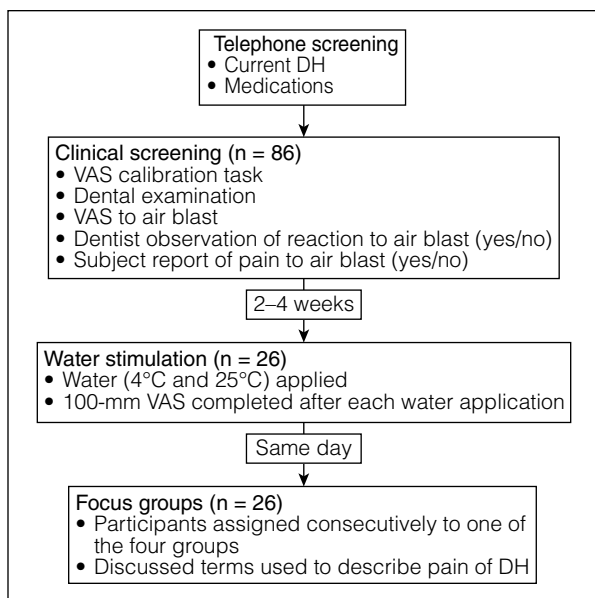 Telephone screening
• Current DH
• Medications
Clinical screening (n = 86)
• VAS calibration task
• Dental examination
• VAS to air blast
• Dentist observation of reaction to air blast (yes/no)
• Subject report of pain to air blast (yes/no)
2–4 weeks
Water stimulation (n = 26)
• Water (4°C and 25°C) applied
• 100-mm VAS completed after each water application
Same day
Focus groups (n = 26)
• Participants assigned consecutively to one of
the four groups
• Discussed terms used to describe pain of DH